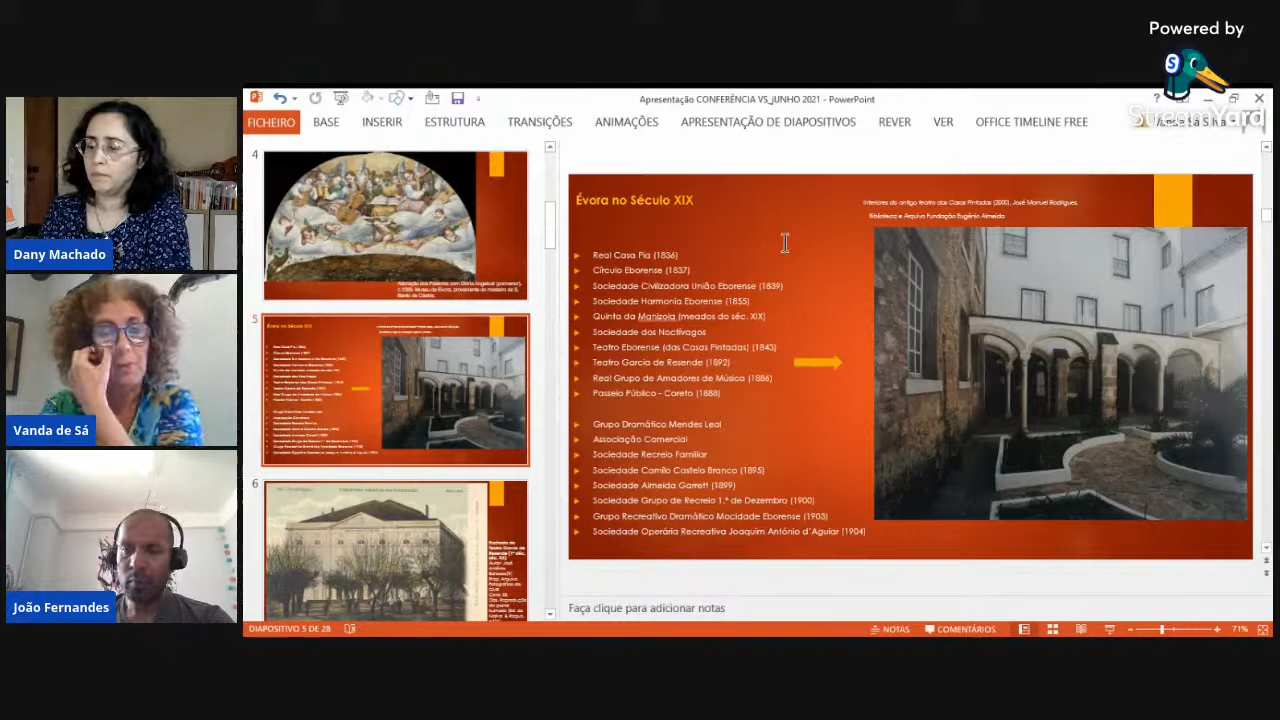 Powered by
StreamYard
Dany Machado
Vanda de Sá
João Fernandes
Apresentação CONFERÊNCIA VS_JUNHO 2021 - PowerPoint
FICHEIRO
BASE
INSERIR
ESTRUTURA
TRANSIÇÕES
ANIMAÇÕES
APRESENTAÇÃO DE DIAPOSITIVOS
REVER
VER
OFFICE TIMELINE FREE
4
5
6
Évora no Século XIX
Interiores do antigo teatro das Casas Pintadas (2000), José Manuel Rodrigues.
Biblioteca e Arquivo Fundação Eugénio Almeida
Real Casa Pia (1836)
Círculo Eborense (1837)
Sociedade Civilizadora União Eborense (1839)
Sociedade Harmonia Eborense (1855)
Quinta da Manizola (meados do séc. XIX)
Sociedade dos Noctívagos
Teatro Eborense (das Casas Pintadas) (1843)
Teatro Garcia de Resende (1892)
Real Grupo de Amadores de Música (1886)
Passeio Público - Coreto (1888)
Grupo Dramático Mendes Leal
Associação Comercial
Sociedade Recreio Familiar
Sociedade Camilo Castelo Branco (1895)
Sociedade Almeida Garrett (1899)
Sociedade Grupo de Recreio 1.º de Dezembro (1900)
Grupo Recreativo Dramático Mocidade Eborense (1903)
Sociedade Operária Recreativa Joaquim António d'Aguiar (1904)
Faça clique para adicionar notas
DIAPOSITIVO 5 DE 28
NOTAS
COMENTÁRIOS
71%